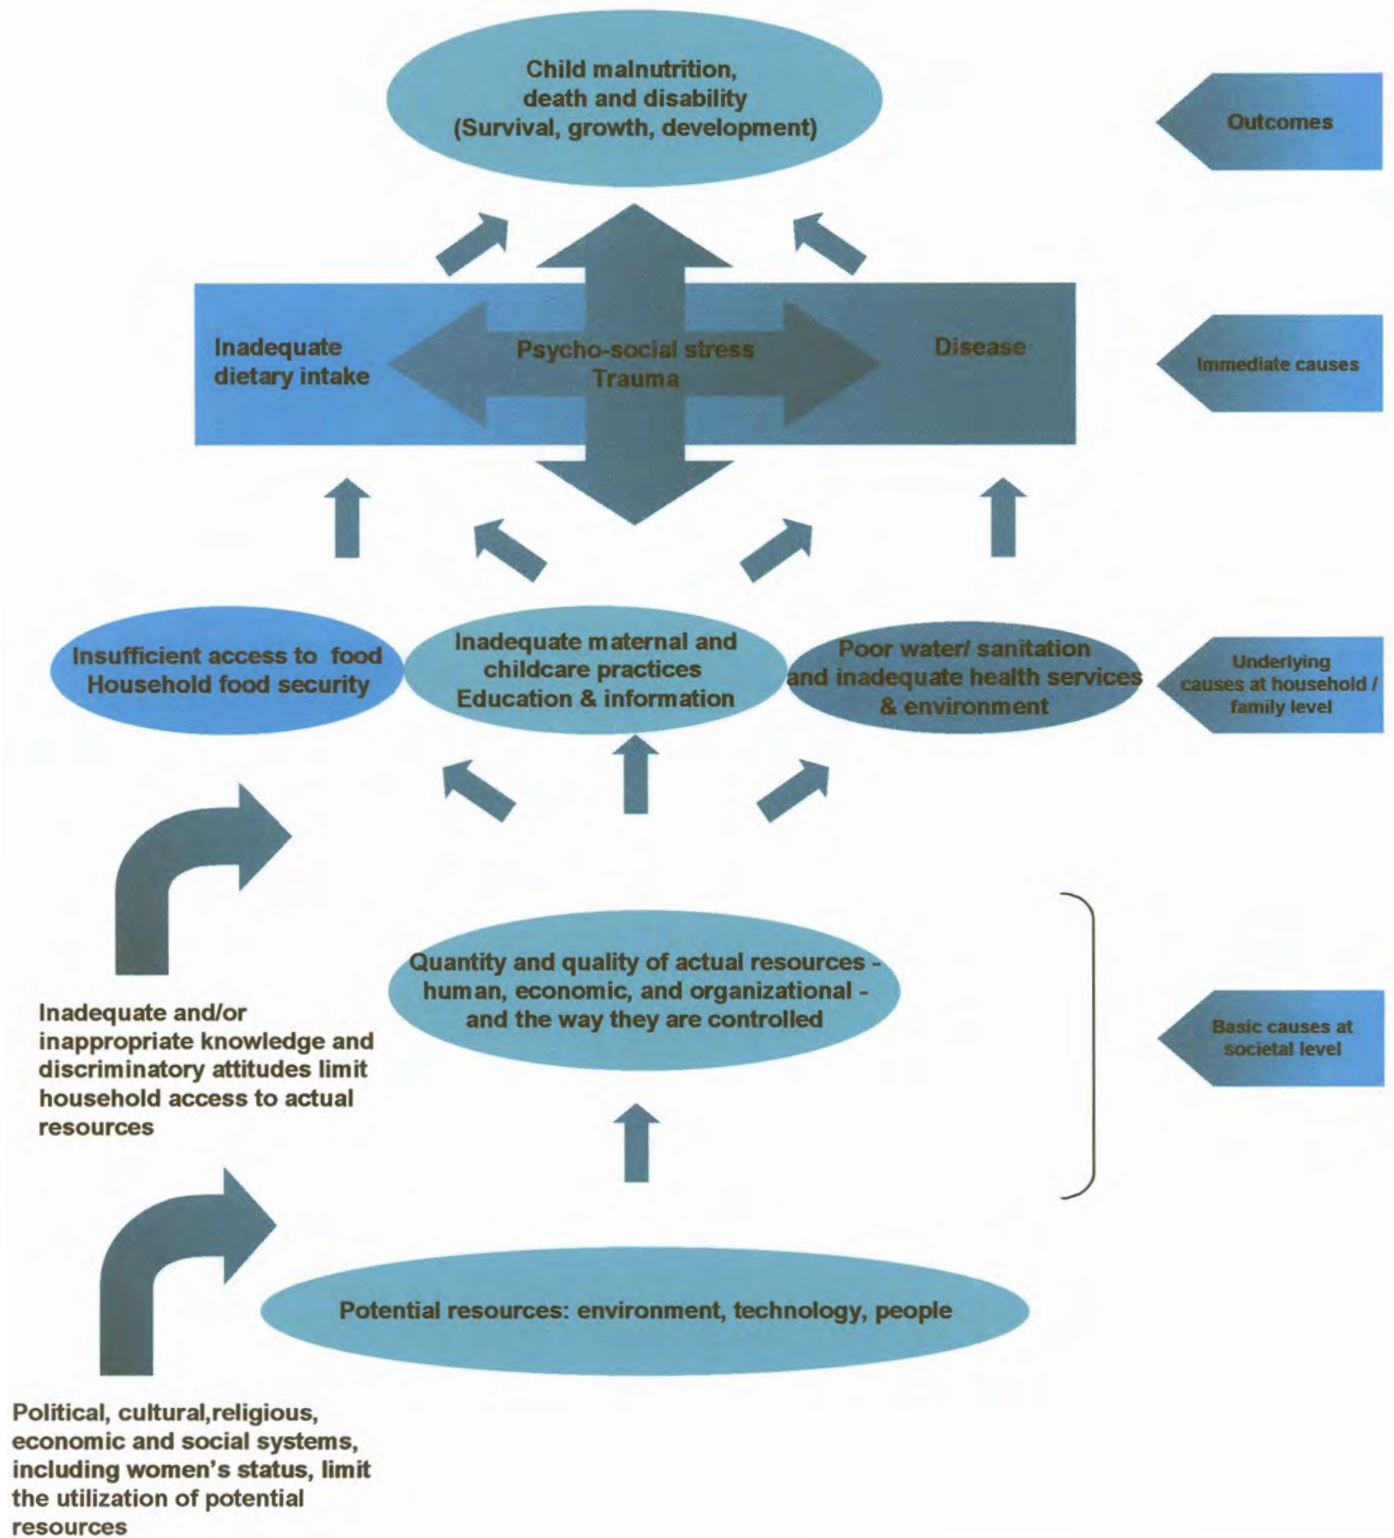 Child malnutrition,
death and disability
(Survival, growth, development)
Outcomes
Inadequate
dietary intake
Psycho-social stress
Trauma
Disease
Immediate causes
Insufficient access to food
Household food security
Inadequate maternal and
childcare practices
Education & information
Poor water/ sanitation
and inadequate health services
& environment
Underlying
causes at household /
family level
Quantity and quality of actual resources -
human, economic, and organizational -
and the way they are controlled
Inadequate and/or
inappropriate knowledge and
discriminatory attitudes limit
household access to actual
resources
Basic causes at
societal level
Potential resources: environment, technology, people
Political, cultural,religious,
economic and social systems,
including women's status, limit
the utilization of potential
resources